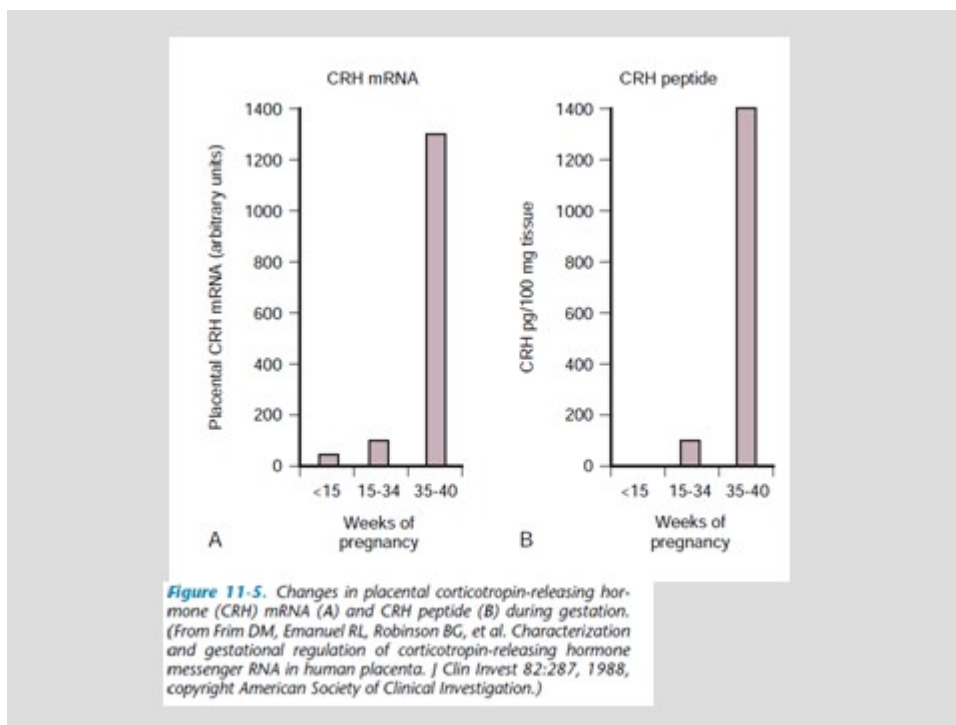 CRH mRNA
Placental CRH mRNA (arbitrary units)
1400
1200
1000
800
600
400
200
0
<15 15-34 35-40
Weeks of
pregnancy
A
CRH peptide
CRH pg/100 mg tissue
1400
1200
1000
800
600
400
200
0
<15 15-34 35-40
Weeks of
pregnancy
B
Figure 11-5. Changes in placental corticotropin-releasing hor-
mone (CRH) mRNA (A) and CRH peptide (B) during gestation.
(From Frim DM, Emanuel RL, Robinson BG, et al. Characterization
and gestational regulation of corticotropin-releasing hormone
messenger RNA in human placenta. J Clin Invest 82:287, 1988,
copyright American Society of Clinical Investigation.)